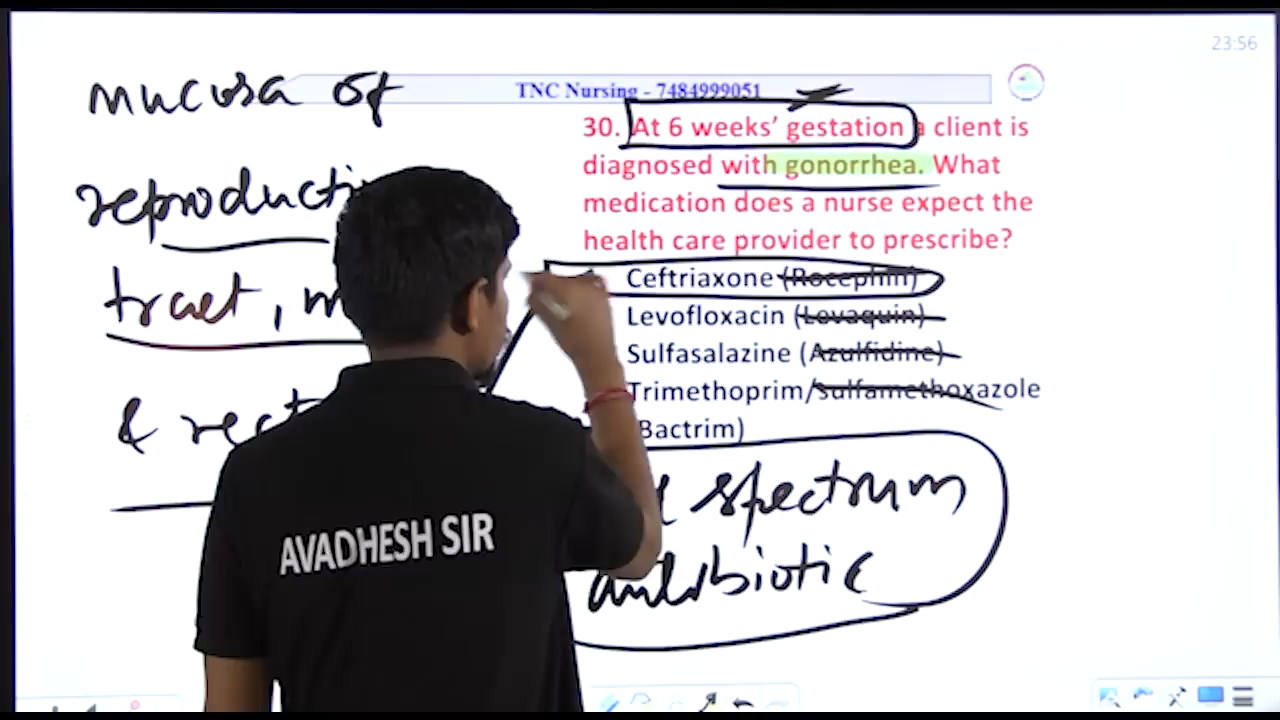 23:56
TNC Nursing - 7484999051
mucosa of
reproducti
tract, m
& rect
30. At 6 weeks' gestation a client is
diagnosed with gonorrhea. What
medication does a nurse expect the
health care provider to prescribe?
Ceftriaxone (Rocephin)
Levofloxacin (Levaquin)
Sulfasalazine (Azulfidine)
Trimethoprim/sulfamethoxazole
Bactrim)
spectrum
antibiotic
AVADHESH SIR